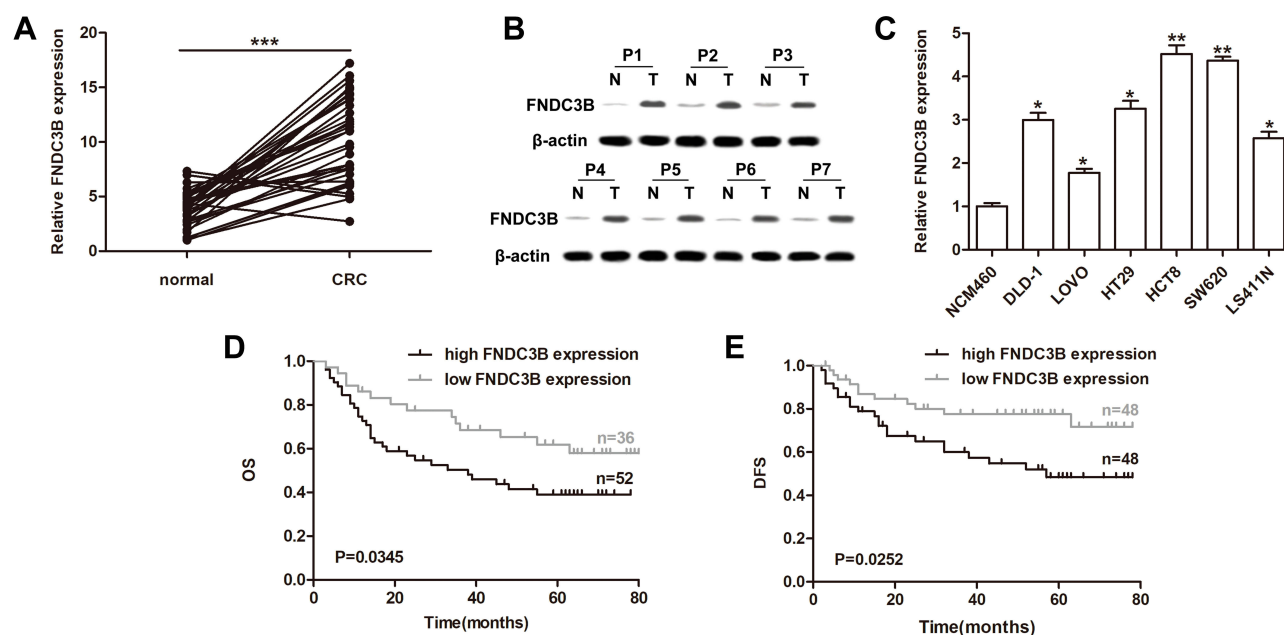 A
Relative FNDC3B expression
20
15
10
5
0
***
normal
CRC
B
P1 P2 P3
N T N T N T
FNDC3B
β-actin
P4 P5 P6 P7
N T N T N T N T
FNDC3B
β-actin
C
Relative FNDC3B expression
5
4
3
2
1
0
*
*
*
**
**
*
NCM460
DLD-1
LOVO
HT29
HCT8
SW620
LS411N
D
high FNDC3B expression
low FNDC3B expression
OS
1.0
0.8
0.6
0.4
0.2
0.0
n=36
n=52
P=0.0345
0 20 40 60 80
Time(months)
E
high FNDC3B expression
low FNDC3B expression
DFS
1.0
0.8
0.6
0.4
0.2
0.0
n=48
n=48
P=0.0252
0 20 40 60 80
Time(months)